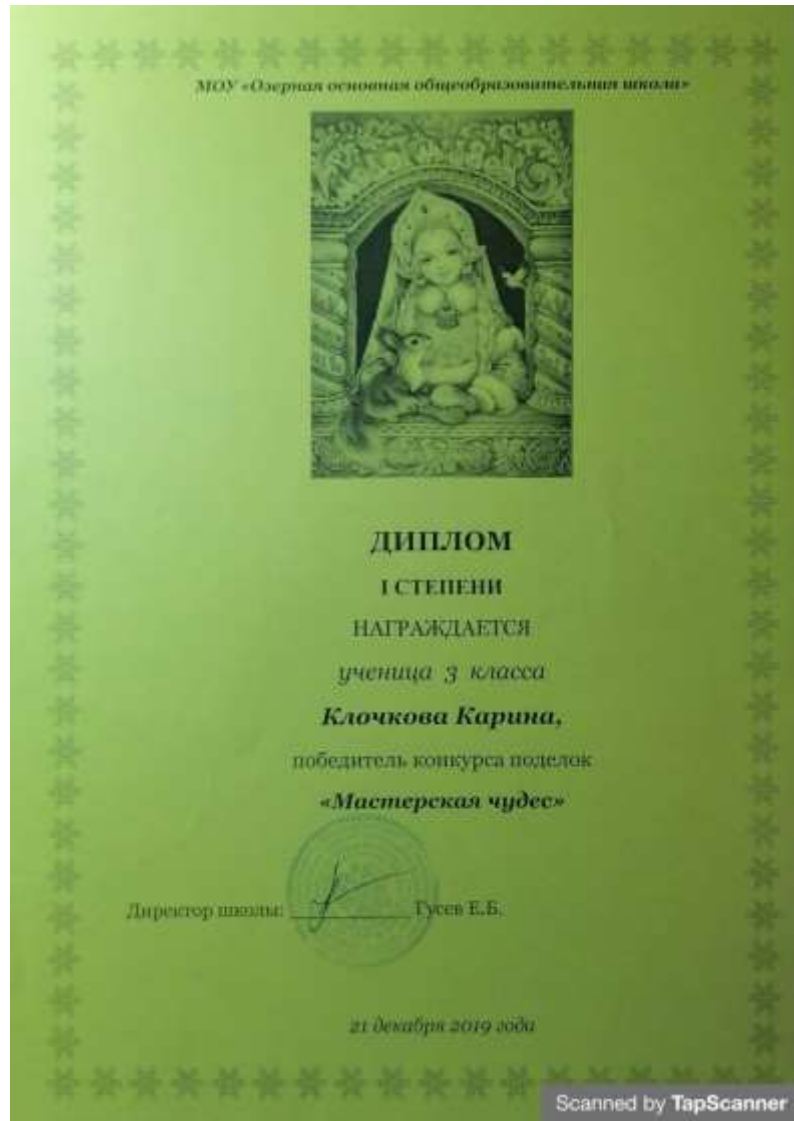 МОУ «Озерная основная общеобразовательная школа»
ДИПЛОМ
I СТЕПЕНИ
НАГРАЖДАЕТСЯ
ученица 3 класса
Клочкова Карина,
победитель конкурса поделок
«Мастерская чудес»
Директор школы: Гусев Е.Б.
21 декабря 2019 года
Scanned by TapScanner